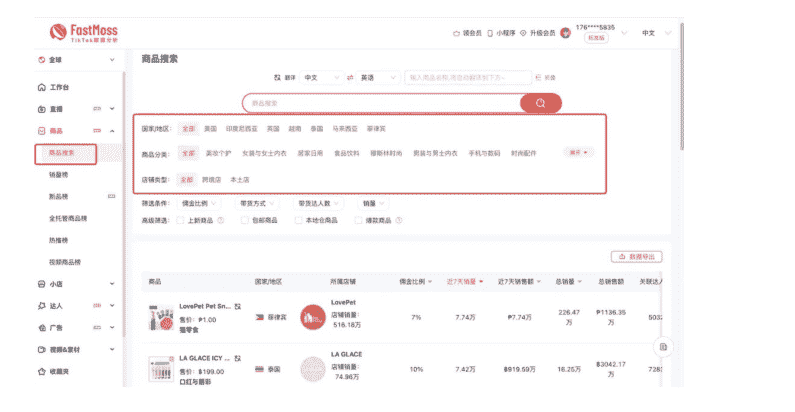 FastMoss
TikTok数据分析
领会员 小程序 升级会员 176****5835 中文
全球
商品搜索
工作台
直播
商品
商品搜索
销量榜
新品榜
全托管商品榜
热推榜
视频商品榜
小店
达人
广告
视频&素材
收藏夹
翻译 中文 英语
商品搜索
国家/地区: 全部 美国 印度尼西亚 英国 越南 泰国 马来西亚 菲律宾
商品分类: 全部 美妆个护 女装与女士内衣 居家日用 食品饮料 穆斯林时尚 男装与男士内衣 手机与数码 时尚配件 展开
店铺类型: 全部 跨境店 本土店
筛选条件: 佣金比例 带货方式 带货达人数 销量
高级筛选: 上新商品 包邮商品 本地仓商品 爆款商品
数据导出
商品 国家/地区 所属店铺 佣金比例 近7天销量 近7天销售额 总销量 总销售额 关联达人
LovePet Pet Sn...
售价: ₱1.00
猫零食
菲律宾
LovePet
店铺销量:
516.18万
7% 7.74万 ₱7.74万 226.47万 ₱1136.35万
LA GLACE ICY ...
售价: ฿199.00
口红与唇彩
泰国
LA GLACE
店铺销量:
74.96万
10% 7.42万 ฿919.59万 16.25万 ฿3042.17万